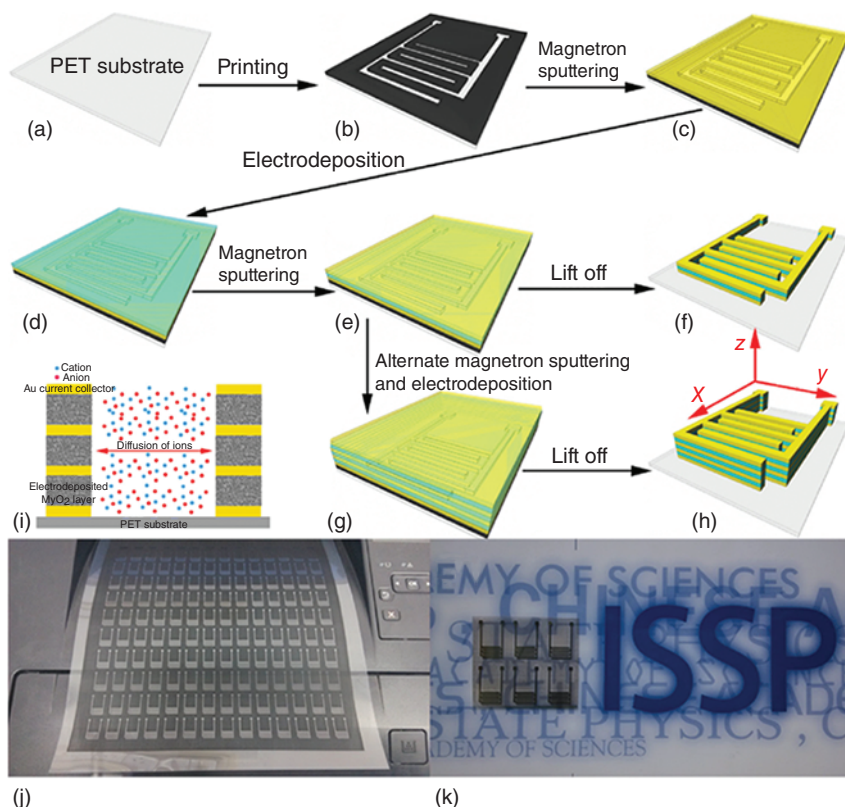 PET substrate
Printing
Magnetron
sputtering
(a)
(b)
(c)
Electrodeposition
Magnetron
sputtering
Lift off
(d)
(e)
(f)
Cation
Anion
Au current collector
Diffusion of ions
Electrodeposited
MyO2 layer
PET substrate
(i)
Alternate magnetron sputtering
and electrodeposition
Lift off
z
y
X
(g)
(h)
(j)
EMY OF SCIENCES
CHINESE A
ISSP
STATE PHYSICS , C
ADEMY OF SCIENCES
(k)